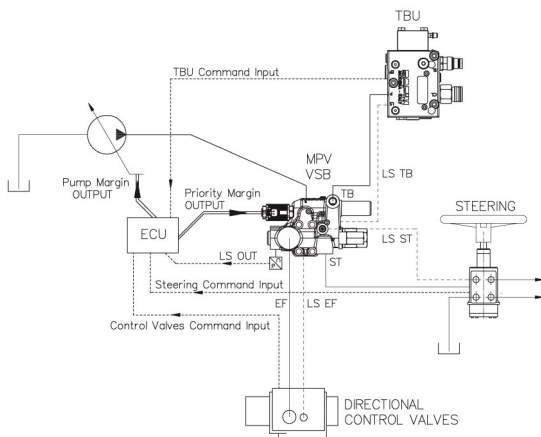 TBU
TBU Command Input
MPV
VSB
TB
LS TB
Pump Margin
OUTPUT
Priority Margin
OUTPUT
STEERING
ECU
LS ST
LS OUT
ST
Steering Command Input
EF
LS EF
Control Valves Command Input
DIRECTIONAL
CONTROL VALVES